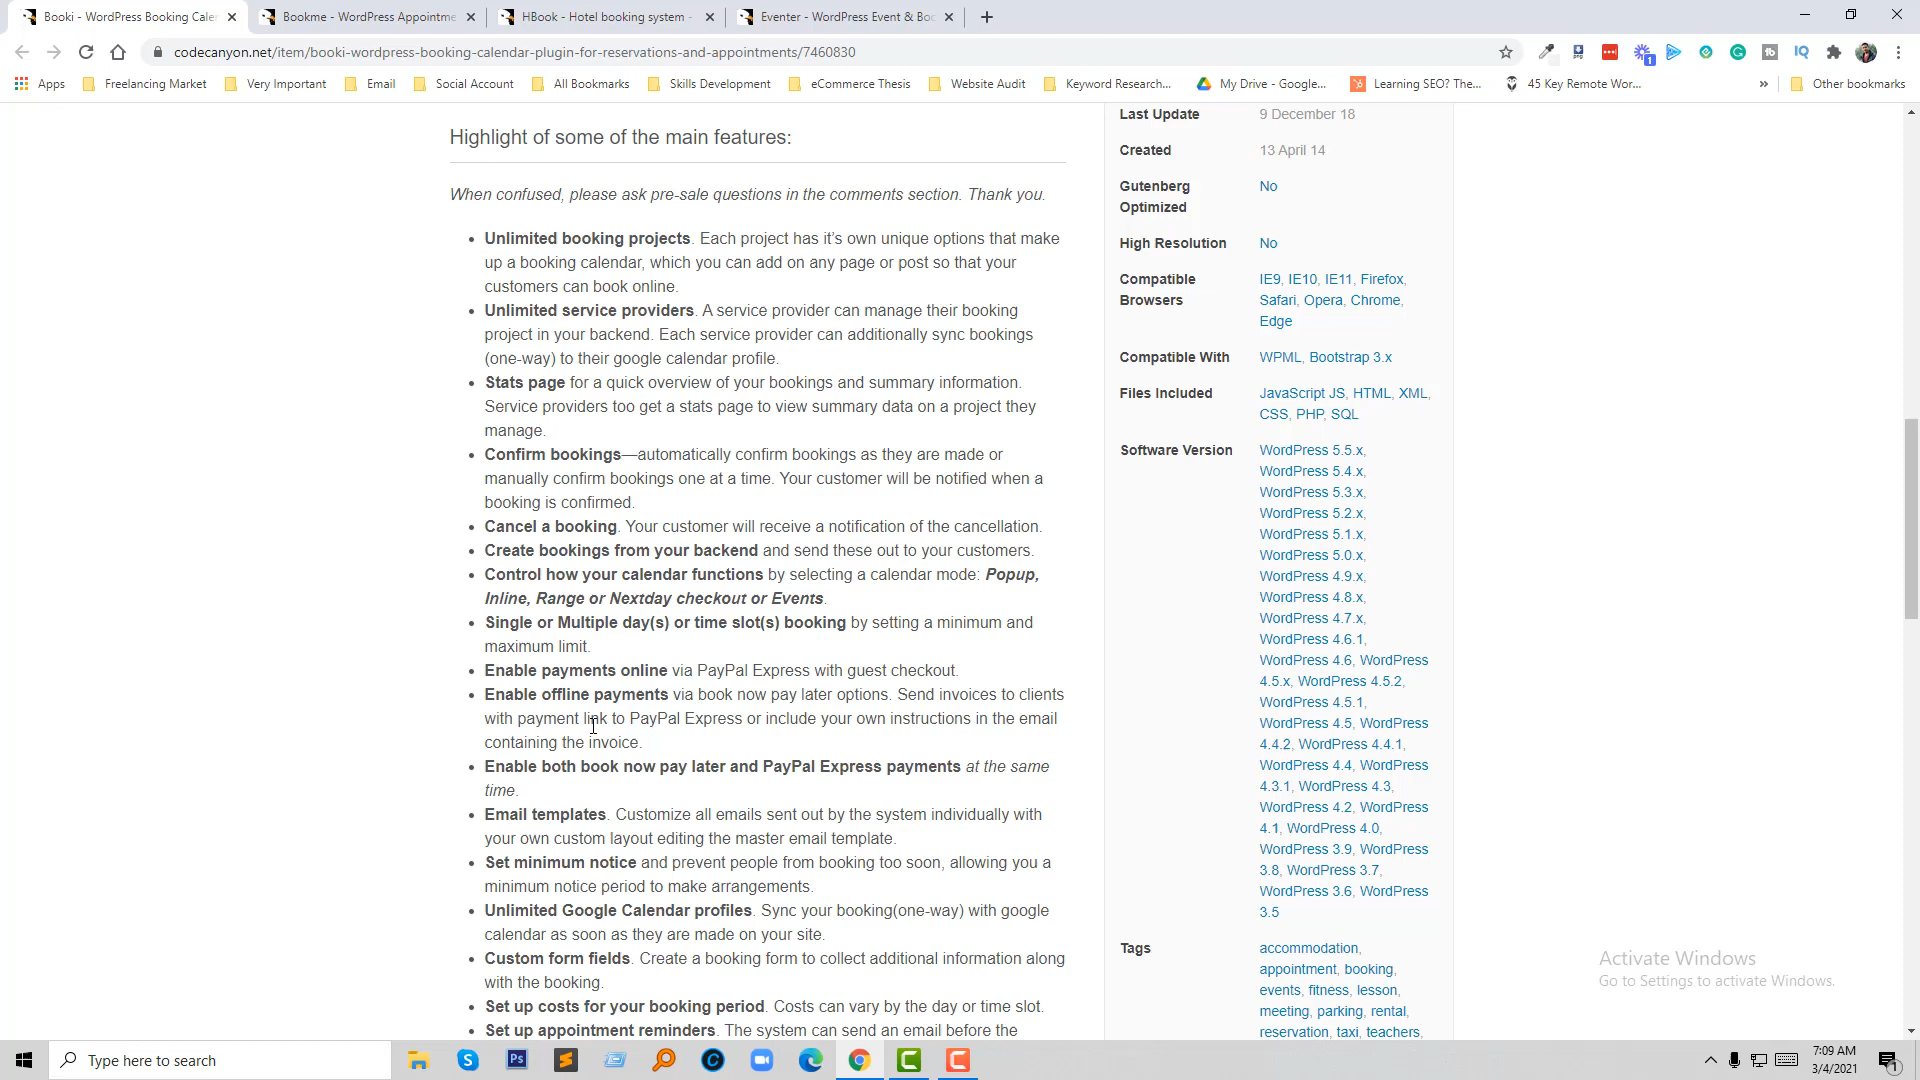 Booki - WordPress Booking Cale
Bookme - WordPress Appointme
HBook - Hotel booking system -
Eventer - WordPress Event & Bo
codecanyon.net/item/booki-wordpress-booking-calendar-plugin-for-reservations-and-appointments/7460830
Apps
Freelancing Market
Very Important
Email
Social Account
All Bookmarks
Skills Development
eCommerce Thesis
Website Audit
Keyword Research...
My Drive - Google...
Learning SEO? The...
45 Key Remote Wor...
»
Other bookmarks
Highlight of some of the main features:
When confused, please ask pre-sale questions in the comments section. Thank you.
• Unlimited booking projects. Each project has it’s own unique options that make
up a booking calendar, which you can add on any page or post so that your
customers can book online.
• Unlimited service providers. A service provider can manage their booking
project in your backend. Each service provider can additionally sync bookings
(one-way) to their google calendar profile.
• Stats page for a quick overview of your bookings and summary information.
Service providers too get a stats page to view summary data on a project they
manage.
• Confirm bookings—automatically confirm bookings as they are made or
manually confirm bookings one at a time. Your customer will be notified when a
booking is confirmed.
• Cancel a booking. Your customer will receive a notification of the cancellation.
• Create bookings from your backend and send these out to your customers.
• Control how your calendar functions by selecting a calendar mode: Popup,
Inline, Range or Nextday checkout or Events.
• Single or Multiple day(s) or time slot(s) booking by setting a minimum and
maximum limit.
• Enable payments online via PayPal Express with guest checkout.
• Enable offline payments via book now pay later options. Send invoices to clients
with payment link to PayPal Express or include your own instructions in the email
containing the invoice.
• Enable both book now pay later and PayPal Express payments at the same
time.
• Email templates. Customize all emails sent out by the system individually with
your own custom layout editing the master email template.
• Set minimum notice and prevent people from booking too soon, allowing you a
minimum notice period to make arrangements.
• Unlimited Google Calendar profiles. Sync your booking(one-way) with google
calendar as soon as they are made on your site.
• Custom form fields. Create a booking form to collect additional information along
with the booking.
• Set up costs for your booking period. Costs can vary by the day or time slot.
• Set up appointment reminders. The system can send an email before the
Last Update 9 December 18
Created 13 April 14
Gutenberg No
Optimized
High Resolution No
Compatible IE9, IE10, IE11, Firefox,
Browsers Safari, Opera, Chrome,
Edge
Compatible With WPML, Bootstrap 3.x
Files Included JavaScript JS, HTML, XML,
CSS, PHP, SQL
Software Version WordPress 5.5.x,
WordPress 5.4.x,
WordPress 5.3.x,
WordPress 5.2.x,
WordPress 5.1.x,
WordPress 5.0.x,
WordPress 4.9.x,
WordPress 4.8.x,
WordPress 4.7.x,
WordPress 4.6.1,
WordPress 4.6, WordPress
4.5.x, WordPress 4.5.2,
WordPress 4.5.1,
WordPress 4.5, WordPress
4.4.2, WordPress 4.4.1,
WordPress 4.4, WordPress
4.3.1, WordPress 4.3,
WordPress 4.2, WordPress
4.1, WordPress 4.0,
WordPress 3.9, WordPress
3.8, WordPress 3.7,
WordPress 3.6, WordPress
3.5
Tags accommodation,
appointment, booking,
events, fitness, lesson,
meeting, parking, rental,
reservation, taxi, teachers,
Activate Windows
Go to Settings to activate Windows.
Type here to search
7:09 AM
3/4/2021